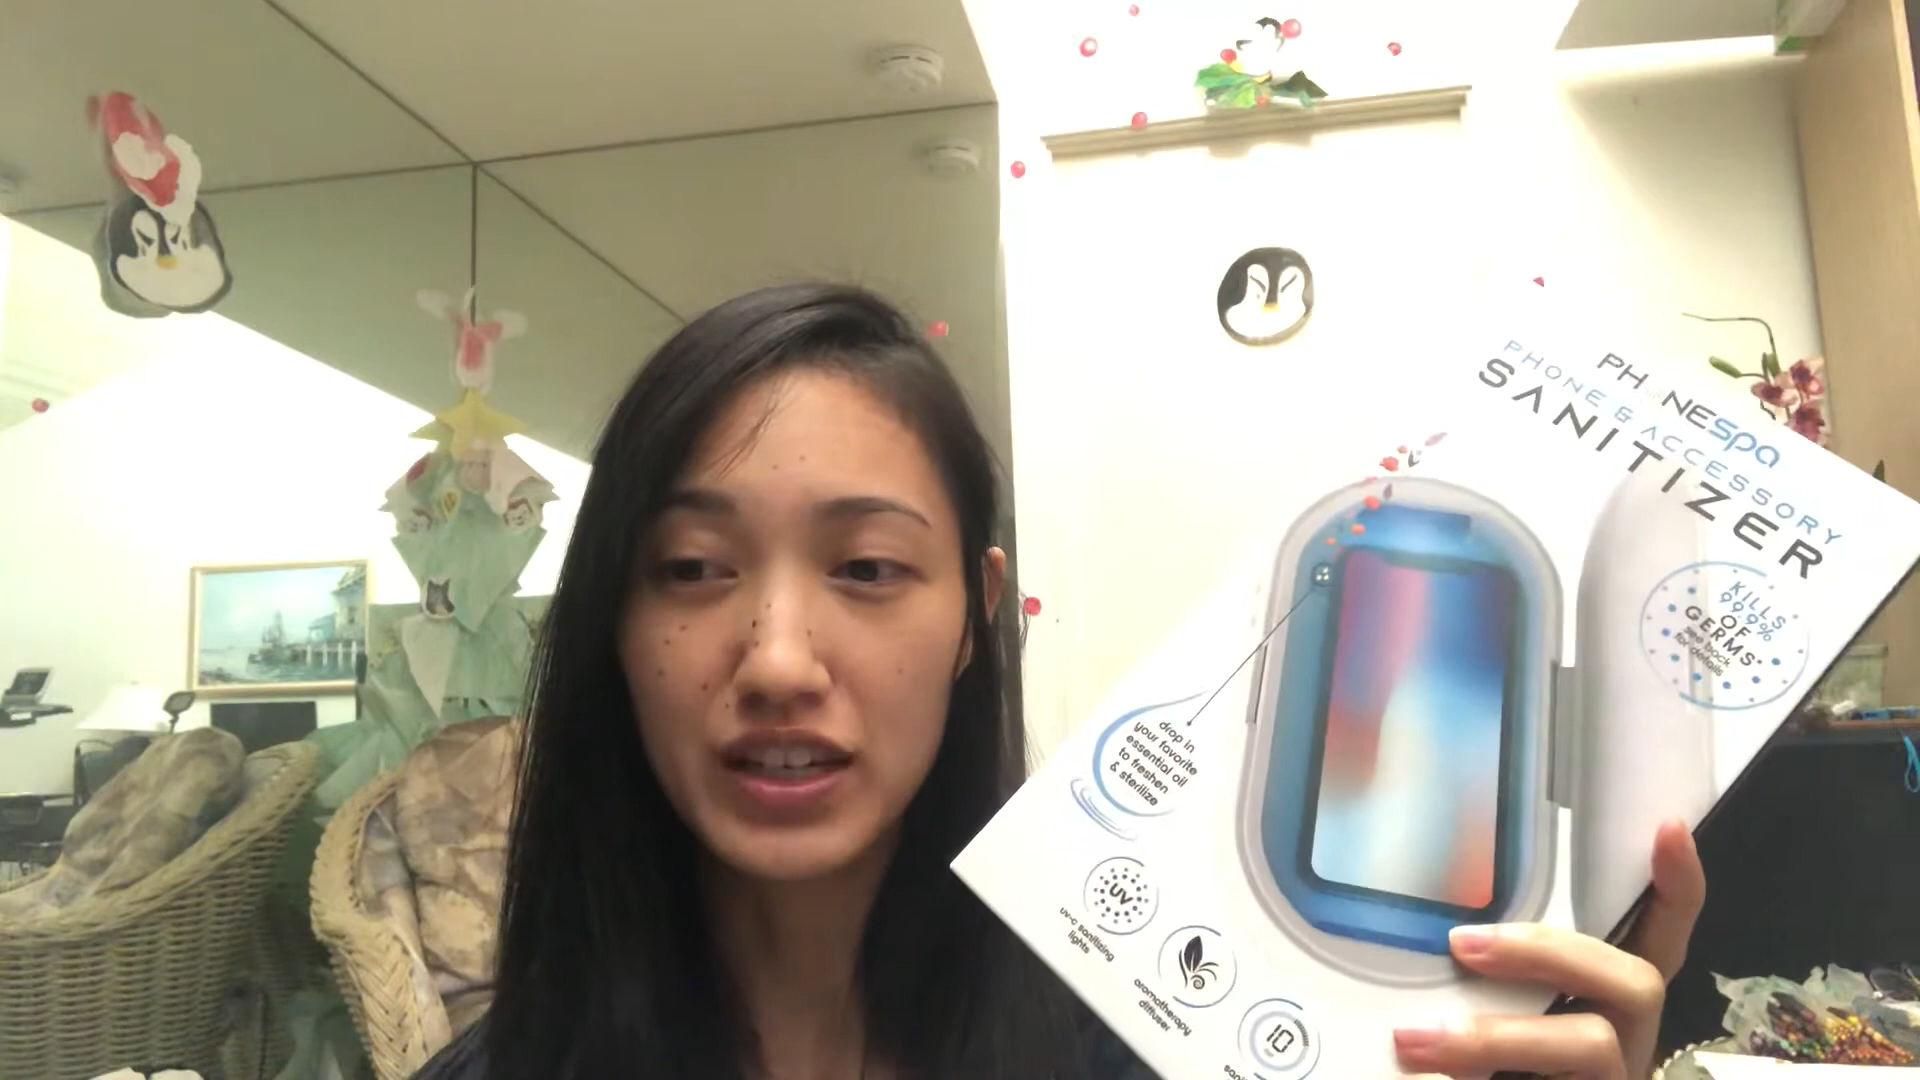 PHONESPA
PHONE & ACCESSORY
SANITIZER
KILLS
99.9%
OF
GERMS*
see back
for details
drop in
your favorite
essential oil
to freshen
& sterilize
UV
uv-c sanitizing
lights
aromatherapy
diffuser
10